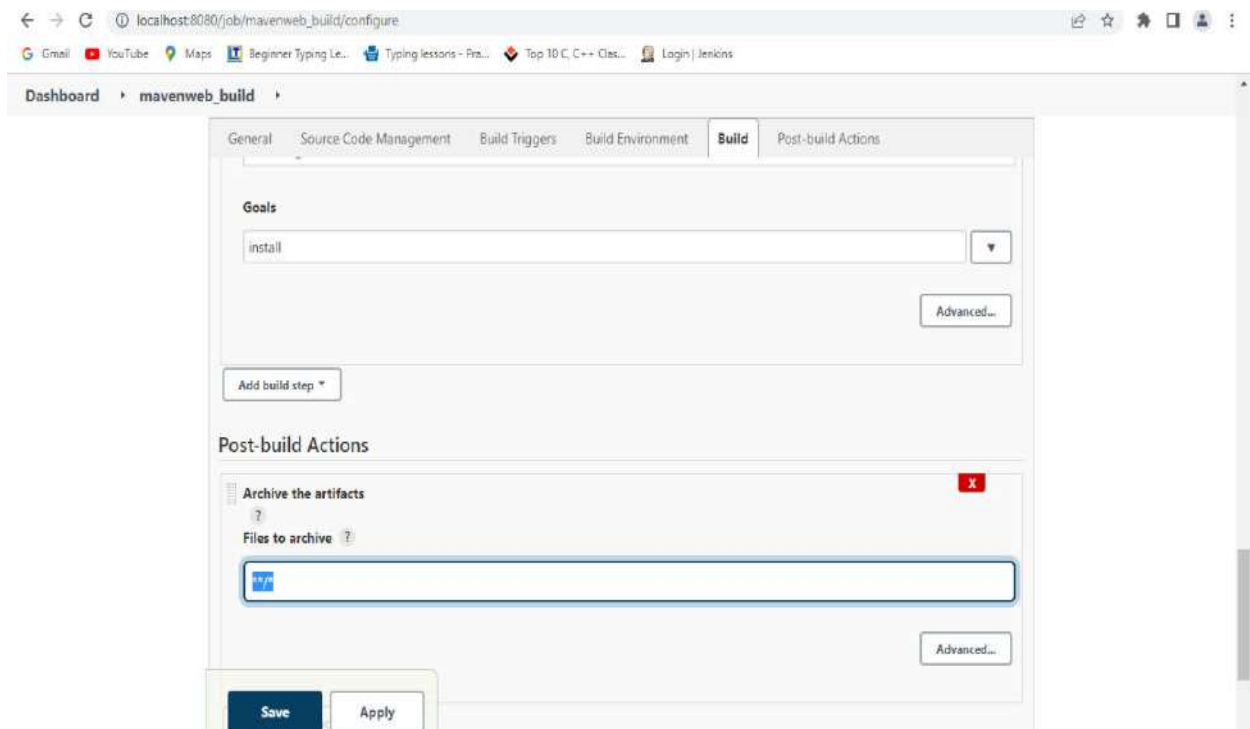 localhost:8080/job/mavenweb_build/configure
Gmail YouTube Maps Beginner Typing Le... Typing lessons - Fra... Top 10 C, C++ Clas... Login | Jenkins
Dashboard mavenweb_build
General Source Code Management Build Triggers Build Environment Build Post-build Actions
Goals
install
Advanced...
Add build step
Post-build Actions
Archive the artifacts
X
?
Files to archive ?
**/*
Advanced...
Save Apply